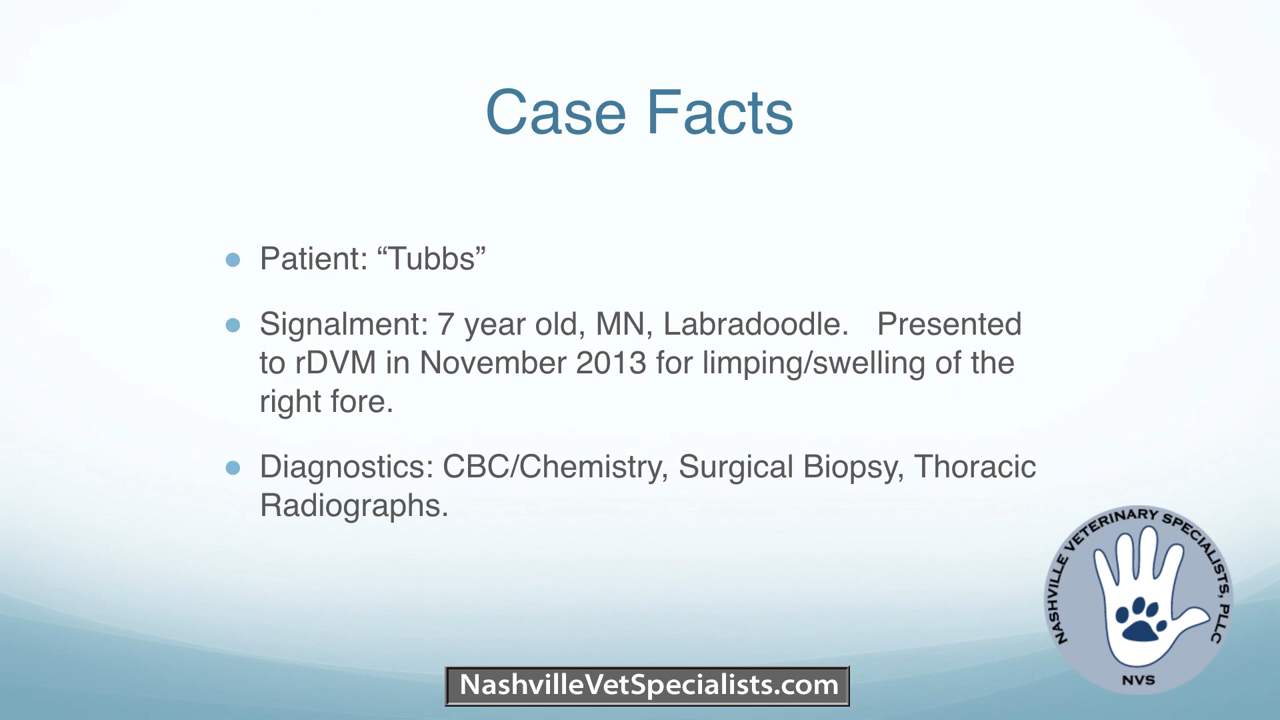 Case Facts
Patient: “Tubbs”
Signalment: 7 year old, MN, Labradoodle.   Presented
to rDVM in November 2013 for limping/swelling of the
right fore.
Diagnostics: CBC/Chemistry, Surgical Biopsy, Thoracic
Radiographs.
NASHVILLE VETERINARY SPECIALISTS, PLLC
NVS
NashvilleVetSpecialists.com